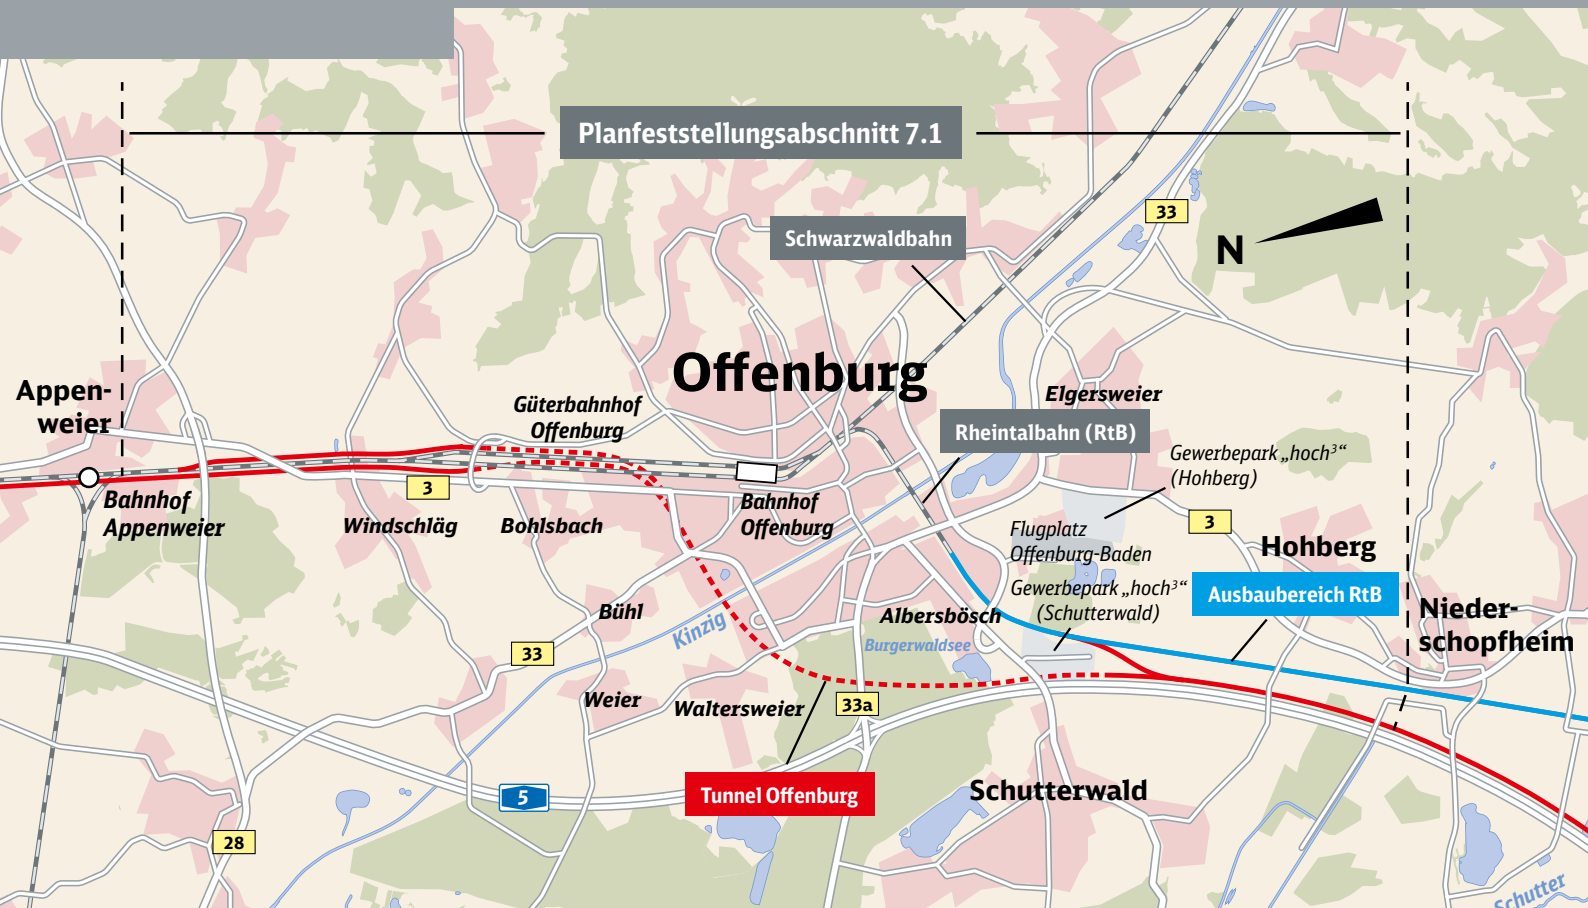 Planfeststellungsabschnitt 7.1
33
Schwarzwaldbahn
N
Offenburg
Appen-
weier
Güterbahnhof
Offenburg
Elgersweier
Rheintalbahn (RtB)
Gewerbepark „hoch³“
(Hohberg)
3
Bahnhof
Appenweier
Windschläg
Bohlsbach
Bahnhof
Offenburg
Flugplatz
Offenburg-Baden
3
Hohberg
Gewerbepark „hoch³“
(Schutterwald)
Ausbaubereich RtB
Nieder-
schopfheim
Bühl
Kinzig
Albersbösch
Burgerwaldsee
33
Weier
Waltersweier
33a
Tunnel Offenburg
Schutterwald
5
28
Schutter